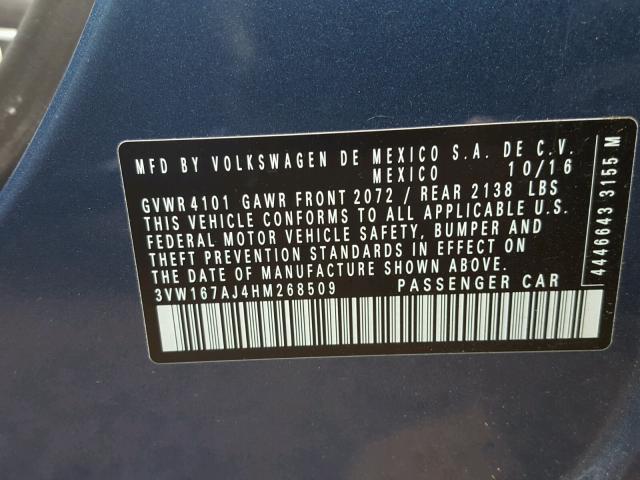 MFD BY VOLKSWAGEN DE MEXICO S.A. DE C.V.
MEXICO 10/16
GVWR 4101 GAWR FRONT 2072 / REAR 2138 LBS
THIS VEHICLE CONFORMS TO ALL APPLICABLE U.S.
FEDERAL MOTOR VEHICLE SAFETY, BUMPER AND
THEFT PREVENTION STANDARDS IN EFFECT ON
THE DATE OF MANUFACTURE SHOWN ABOVE.
3VW167AJ4HM268509 PASSENGER CAR
4446643 3155 M